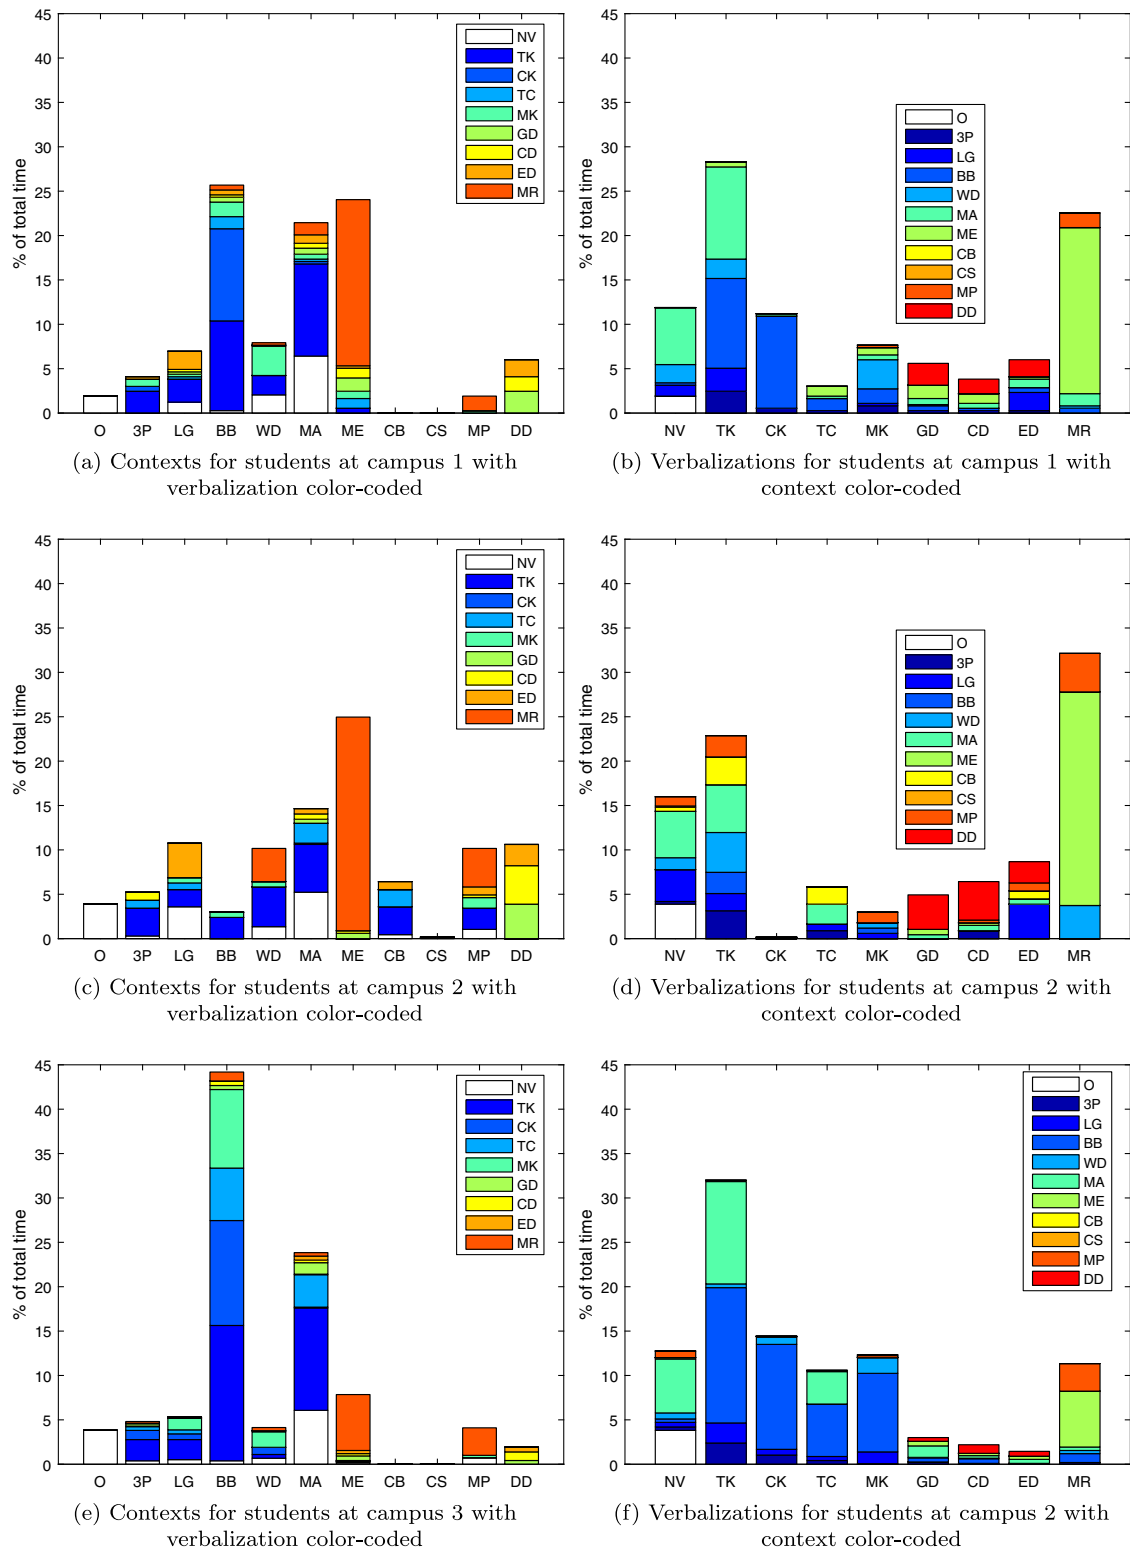 45
40
35
30
25
20
15
10
5
0
% of total time
NV
TK
CK
TC
MK
GD
CD
ED
MR
O 3P LG BB WD MA ME CB CS MP DD
(a) Contexts for students at campus 1 with
verbalization color-coded
45
40
35
30
25
20
15
10
5
0
% of total time
O
3P
LG
BB
WD
MA
ME
CB
CS
MP
DD
NV TK CK TC MK GD CD ED MR
(b) Verbalizations for students at campus 1 with
context color-coded
45
40
35
30
25
20
15
10
5
0
% of total time
NV
TK
CK
TC
MK
GD
CD
ED
MR
O 3P LG BB WD MA ME CB CS MP DD
(c) Contexts for students at campus 2 with
verbalization color-coded
45
40
35
30
25
20
15
10
5
0
% of total time
O
3P
LG
BB
WD
MA
ME
CB
CS
MP
DD
NV TK CK TC MK GD CD ED MR
(d) Verbalizations for students at campus 2 with
context color-coded
45
40
35
30
25
20
15
10
5
0
% of total time
NV
TK
CK
TC
MK
GD
CD
ED
MR
O 3P LG BB WD MA ME CB CS MP DD
(e) Contexts for students at campus 3 with
verbalization color-coded
45
40
35
30
25
20
15
10
5
0
% of total time
O
3P
LG
BB
WD
MA
ME
CB
CS
MP
DD
NV TK CK TC MK GD CD ED MR
(f) Verbalizations for students at campus 2 with
context color-coded